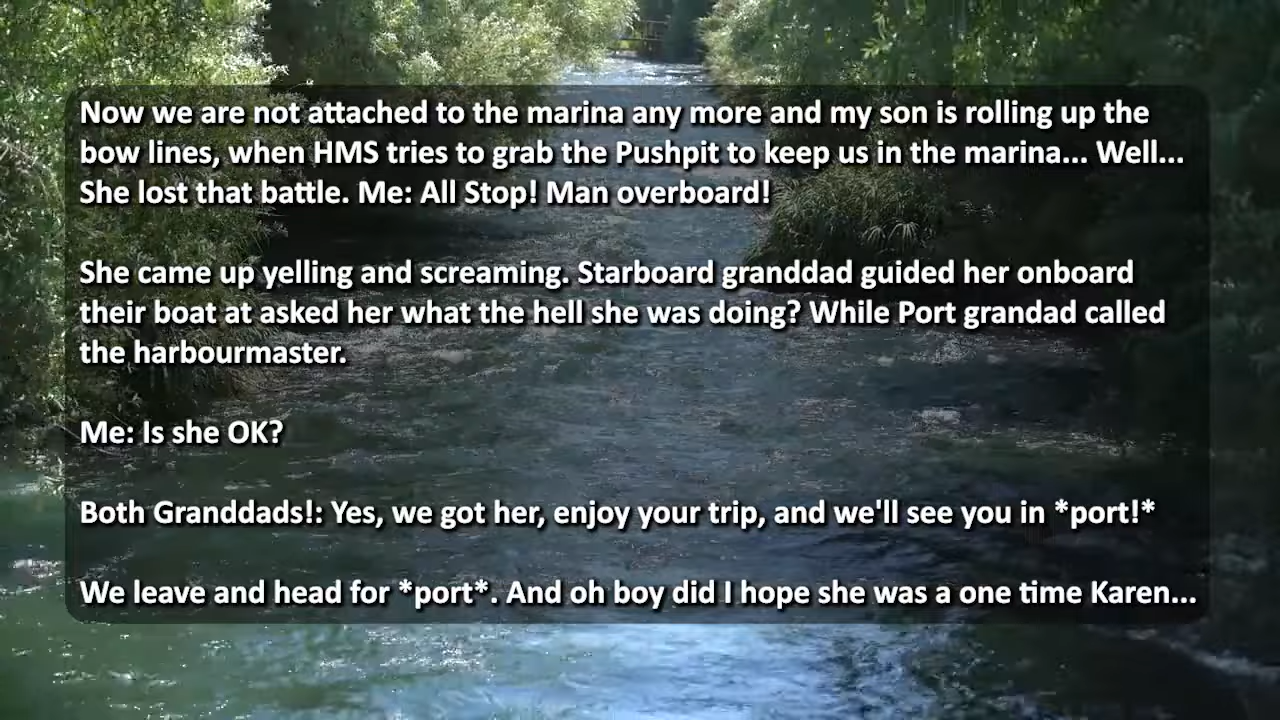 Now we are not attached to the marina any more and my son is rolling up the
bow lines, when HMS tries to grab the Pushpit to keep us in the marina... Well...
She lost that battle. Me: All Stop! Man overboard!
She came up yelling and screaming. Starboard granddad guided her onboard
their boat at asked her what the hell she was doing? While Port grandad called
the harbourmaster.
Me: Is she OK?
Both Granddads!: Yes, we got her, enjoy your trip, and we'll see you in *port!*
We leave and head for *port*. And oh boy did I hope she was a one time Karen...